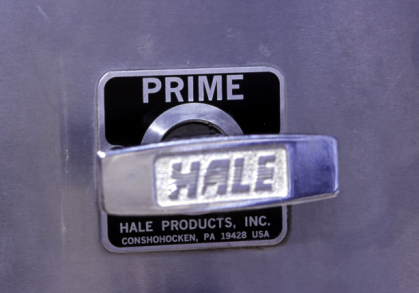 PRIME
HALE
HALE PRODUCTS, INC.
CONSHOHOCKEN, PA 19428 USA